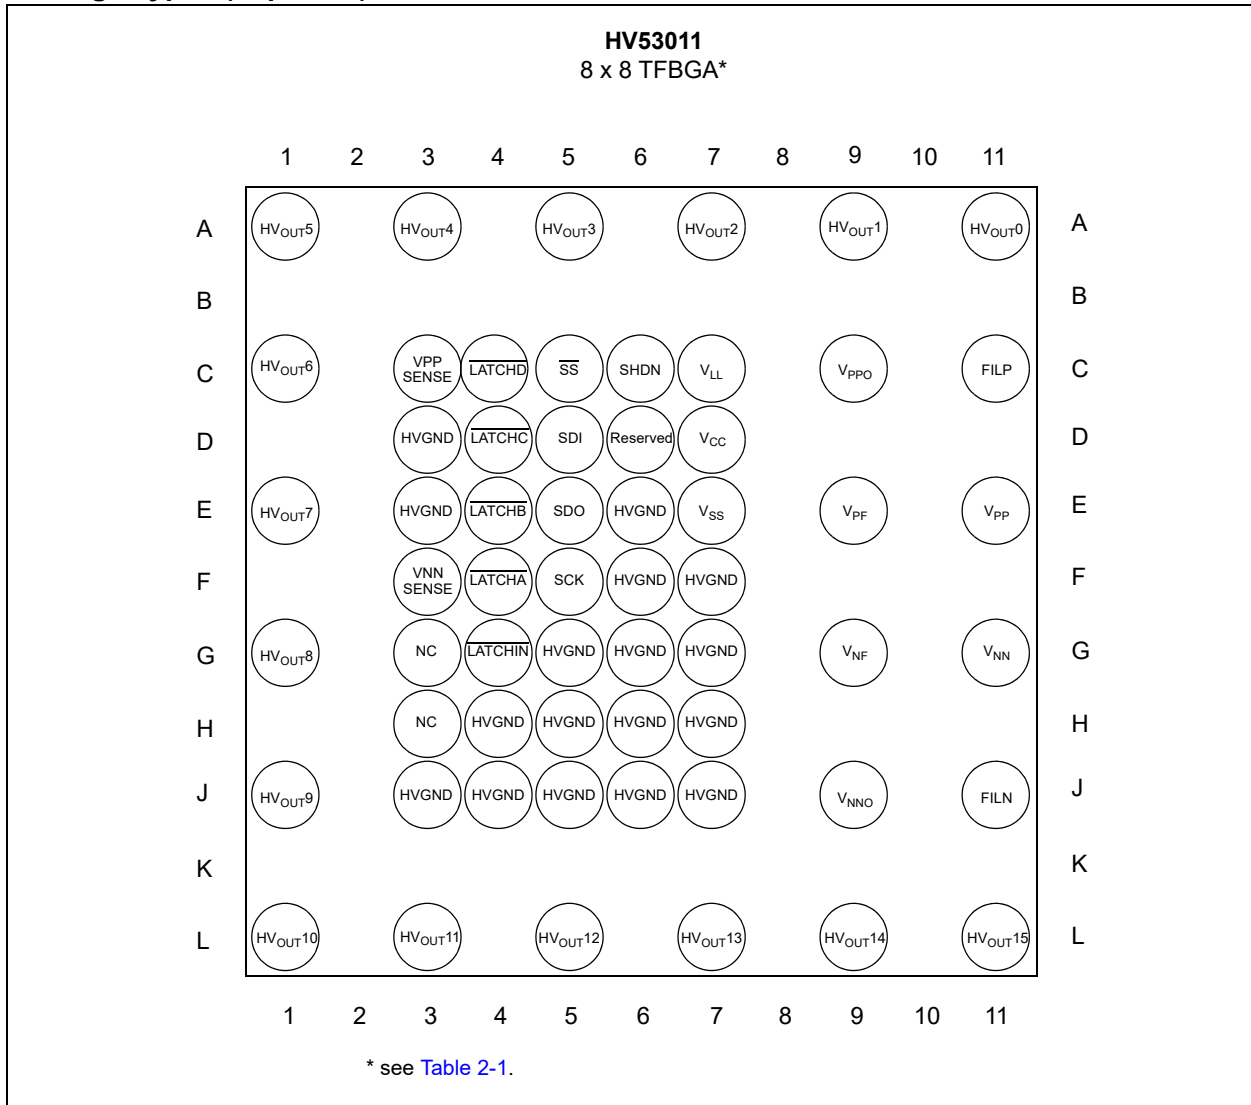 HV53011
8 x 8 TFBGA*
1 2 3 4 5 6 7 8 9 10 11
A HVOUT5 HVOUT4 HVOUT3 HVOUT2 HVOUT1 HVOUT0 A
B B
C HVOUT6 VPP SENSE LATCHD SS SHDN VLL VPPO FILP C
D HVGND LATCHC SDI Reserved VCC D
E HVOUT7 HVGND LATCHB SDO HVGND VSS VPF VPP E
F VNN SENSE LATCHA SCK HVGND HVGND F
G HVOUT8 NC LATCHIN HVGND HVGND HVGND VNF VNN G
H NC HVGND HVGND HVGND HVGND H
J HVOUT9 HVGND HVGND HVGND HVGND HVGND VNNO FILN J
K K
L HVOUT10 HVOUT11 HVOUT12 HVOUT13 HVOUT14 HVOUT15 L
1 2 3 4 5 6 7 8 9 10 11
* see Table 2-1.